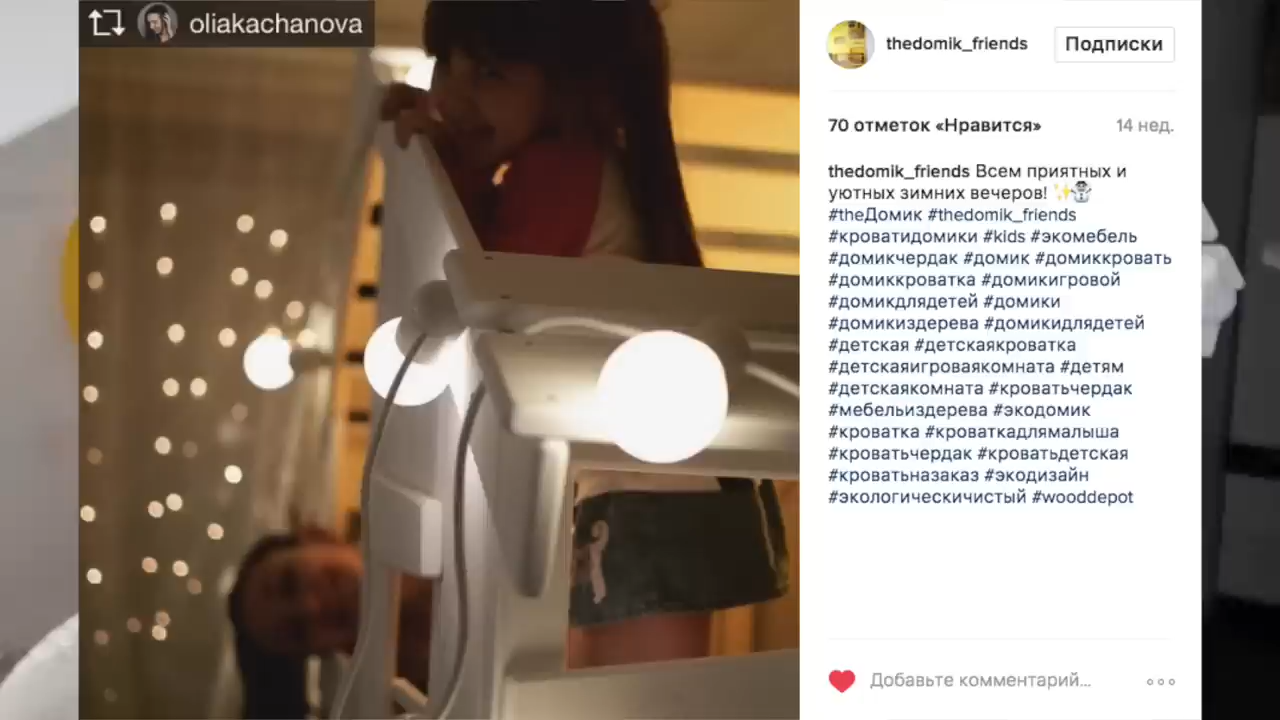 oliakachanova
thedomik_friends
Подписки
70 отметок «Нравится»
14 нед.
thedomik_friends Всем приятных и
уютных зимних вечеров! ✨☃
#theДомик #thedomik_friends
#кроватидомики #kids #экомебель
#домикчердак #домик #домиккровать
#домиккроватка #домикигровой
#домикдлядетей #домики
#домикиздерева #домикидлядетей
#детская #детскаякроватка
#детскаяигроваякомната #детям
#детскаякомната #кроватьчердак
#мебельиздерева #экодомик
#кроватка #кроваткадлямалыша
#кроватьчердак #кроватьдетская
#кроватьназаказ #экодизайн
#экологическичистый #wooddepot
Добавьте комментарий...